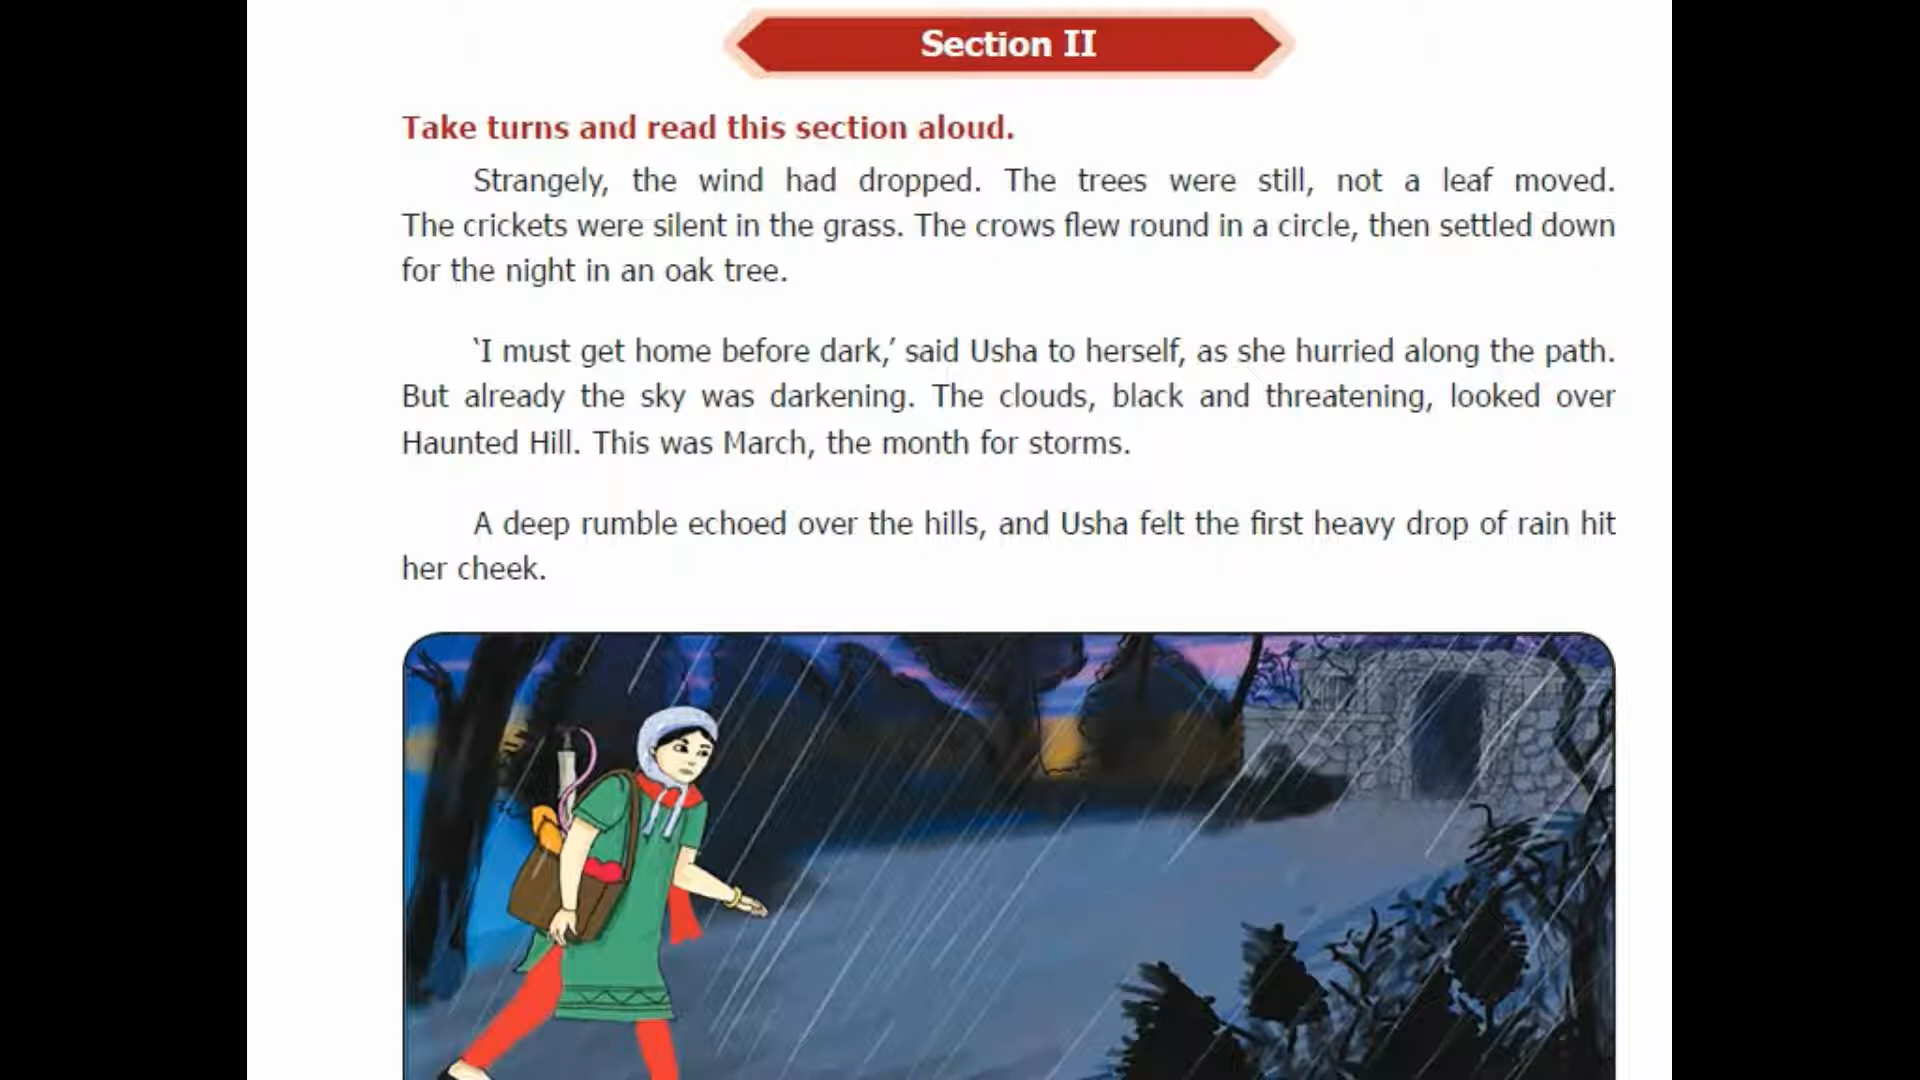 Section II
Take turns and read this section aloud.
Strangely, the wind had dropped. The trees were still, not a leaf moved.
The crickets were silent in the grass. The crows flew round in a circle, then settled down
for the night in an oak tree.
‘I must get home before dark,’ said Usha to herself, as she hurried along the path.
But already the sky was darkening. The clouds, black and threatening, looked over
Haunted Hill. This was March, the month for storms.
A deep rumble echoed over the hills, and Usha felt the first heavy drop of rain hit
her cheek.